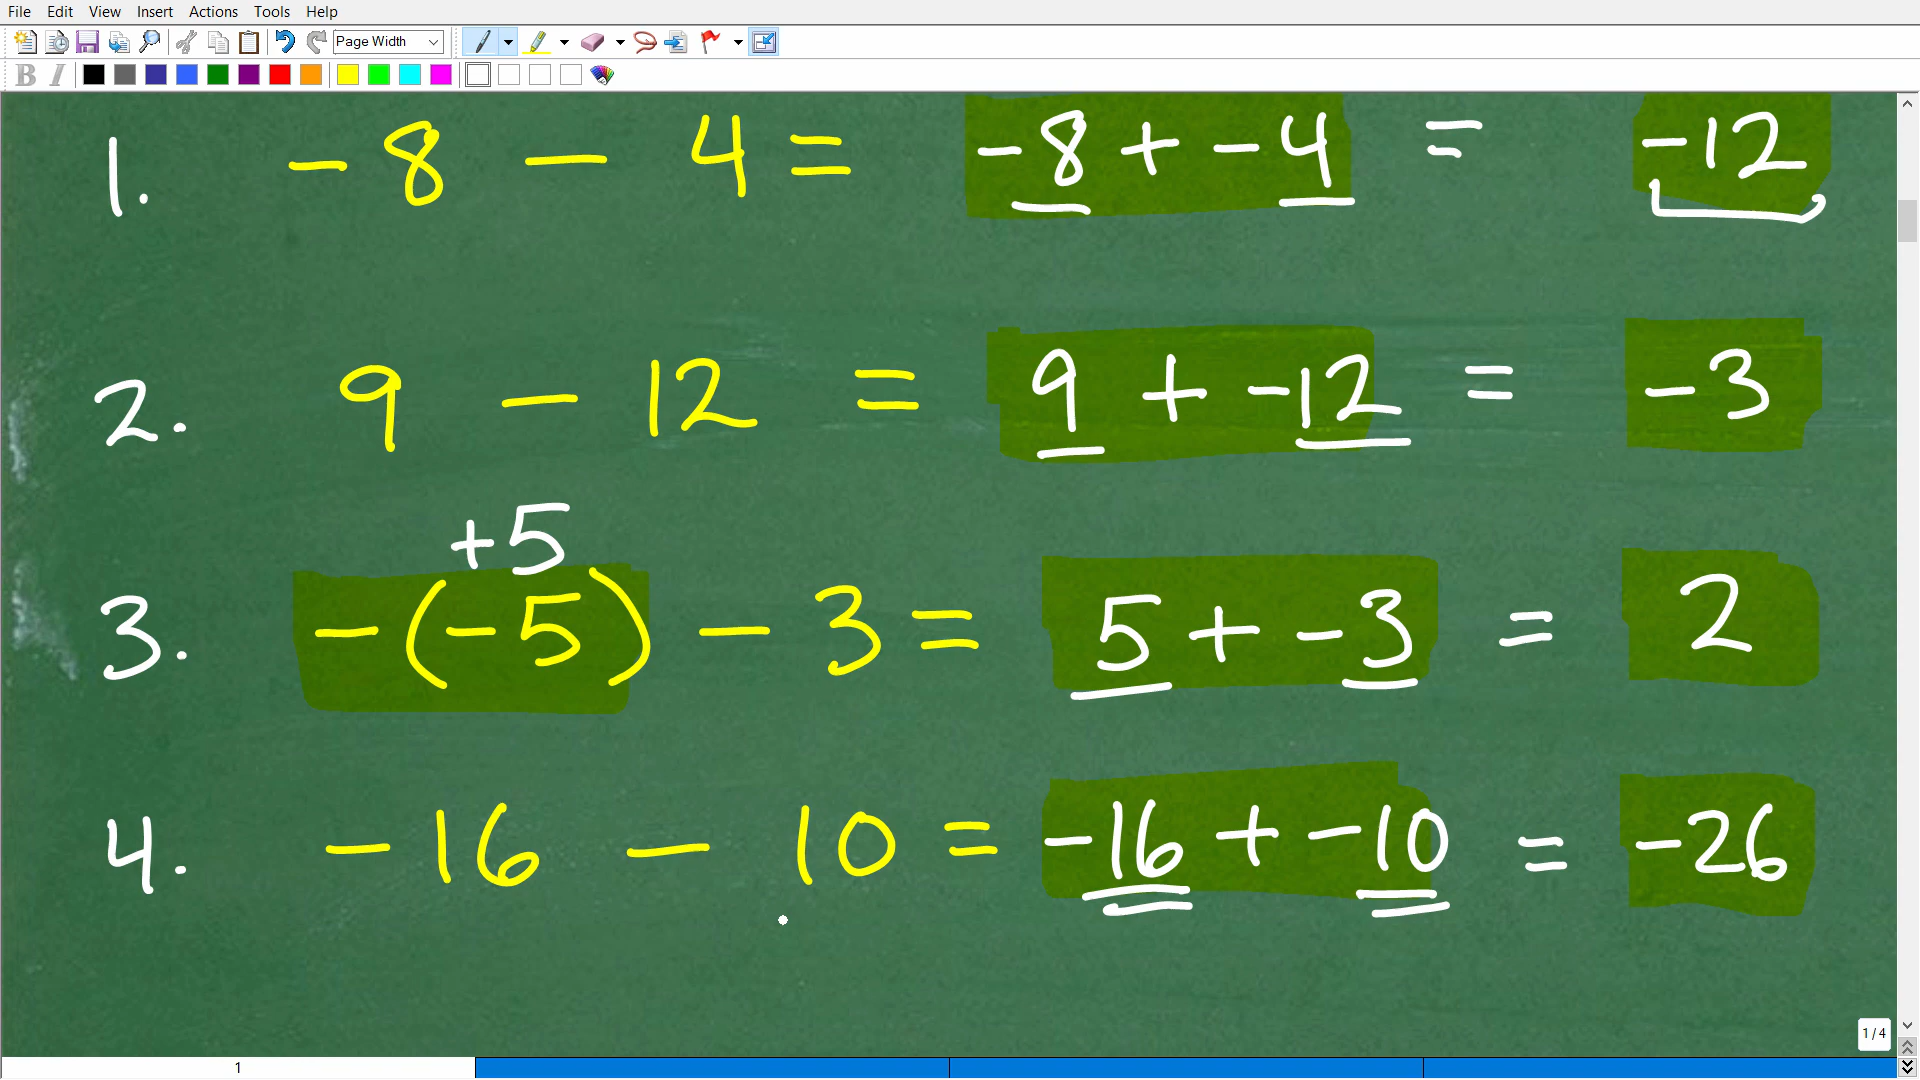 File Edit View Insert Actions Tools Help
Page Width
B I
1. -8 - 4 = -8 + -4 = -12
2. 9 - 12 = 9 + -12 = -3
+5
3. -(-5) - 3 = 5 + -3 = 2
4. -16 - 10 = -16 + -10 = -26
1 / 4
1